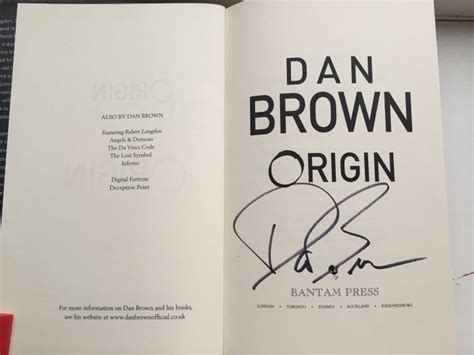 ALSO BY DAN BROWN
Featuring Robert Langdon
Angels & Demons
The Da Vinci Code
The Lost Symbol
Inferno
Digital Fortress
Deception Point
For more information on Dan Brown and his books,
see his website at www.danbrownofficial.co.uk
DAN
BROWN
ORIGIN
BANTAM PRESS
LONDON • TORONTO • SYDNEY • AUCKLAND • JOHANNESBURG